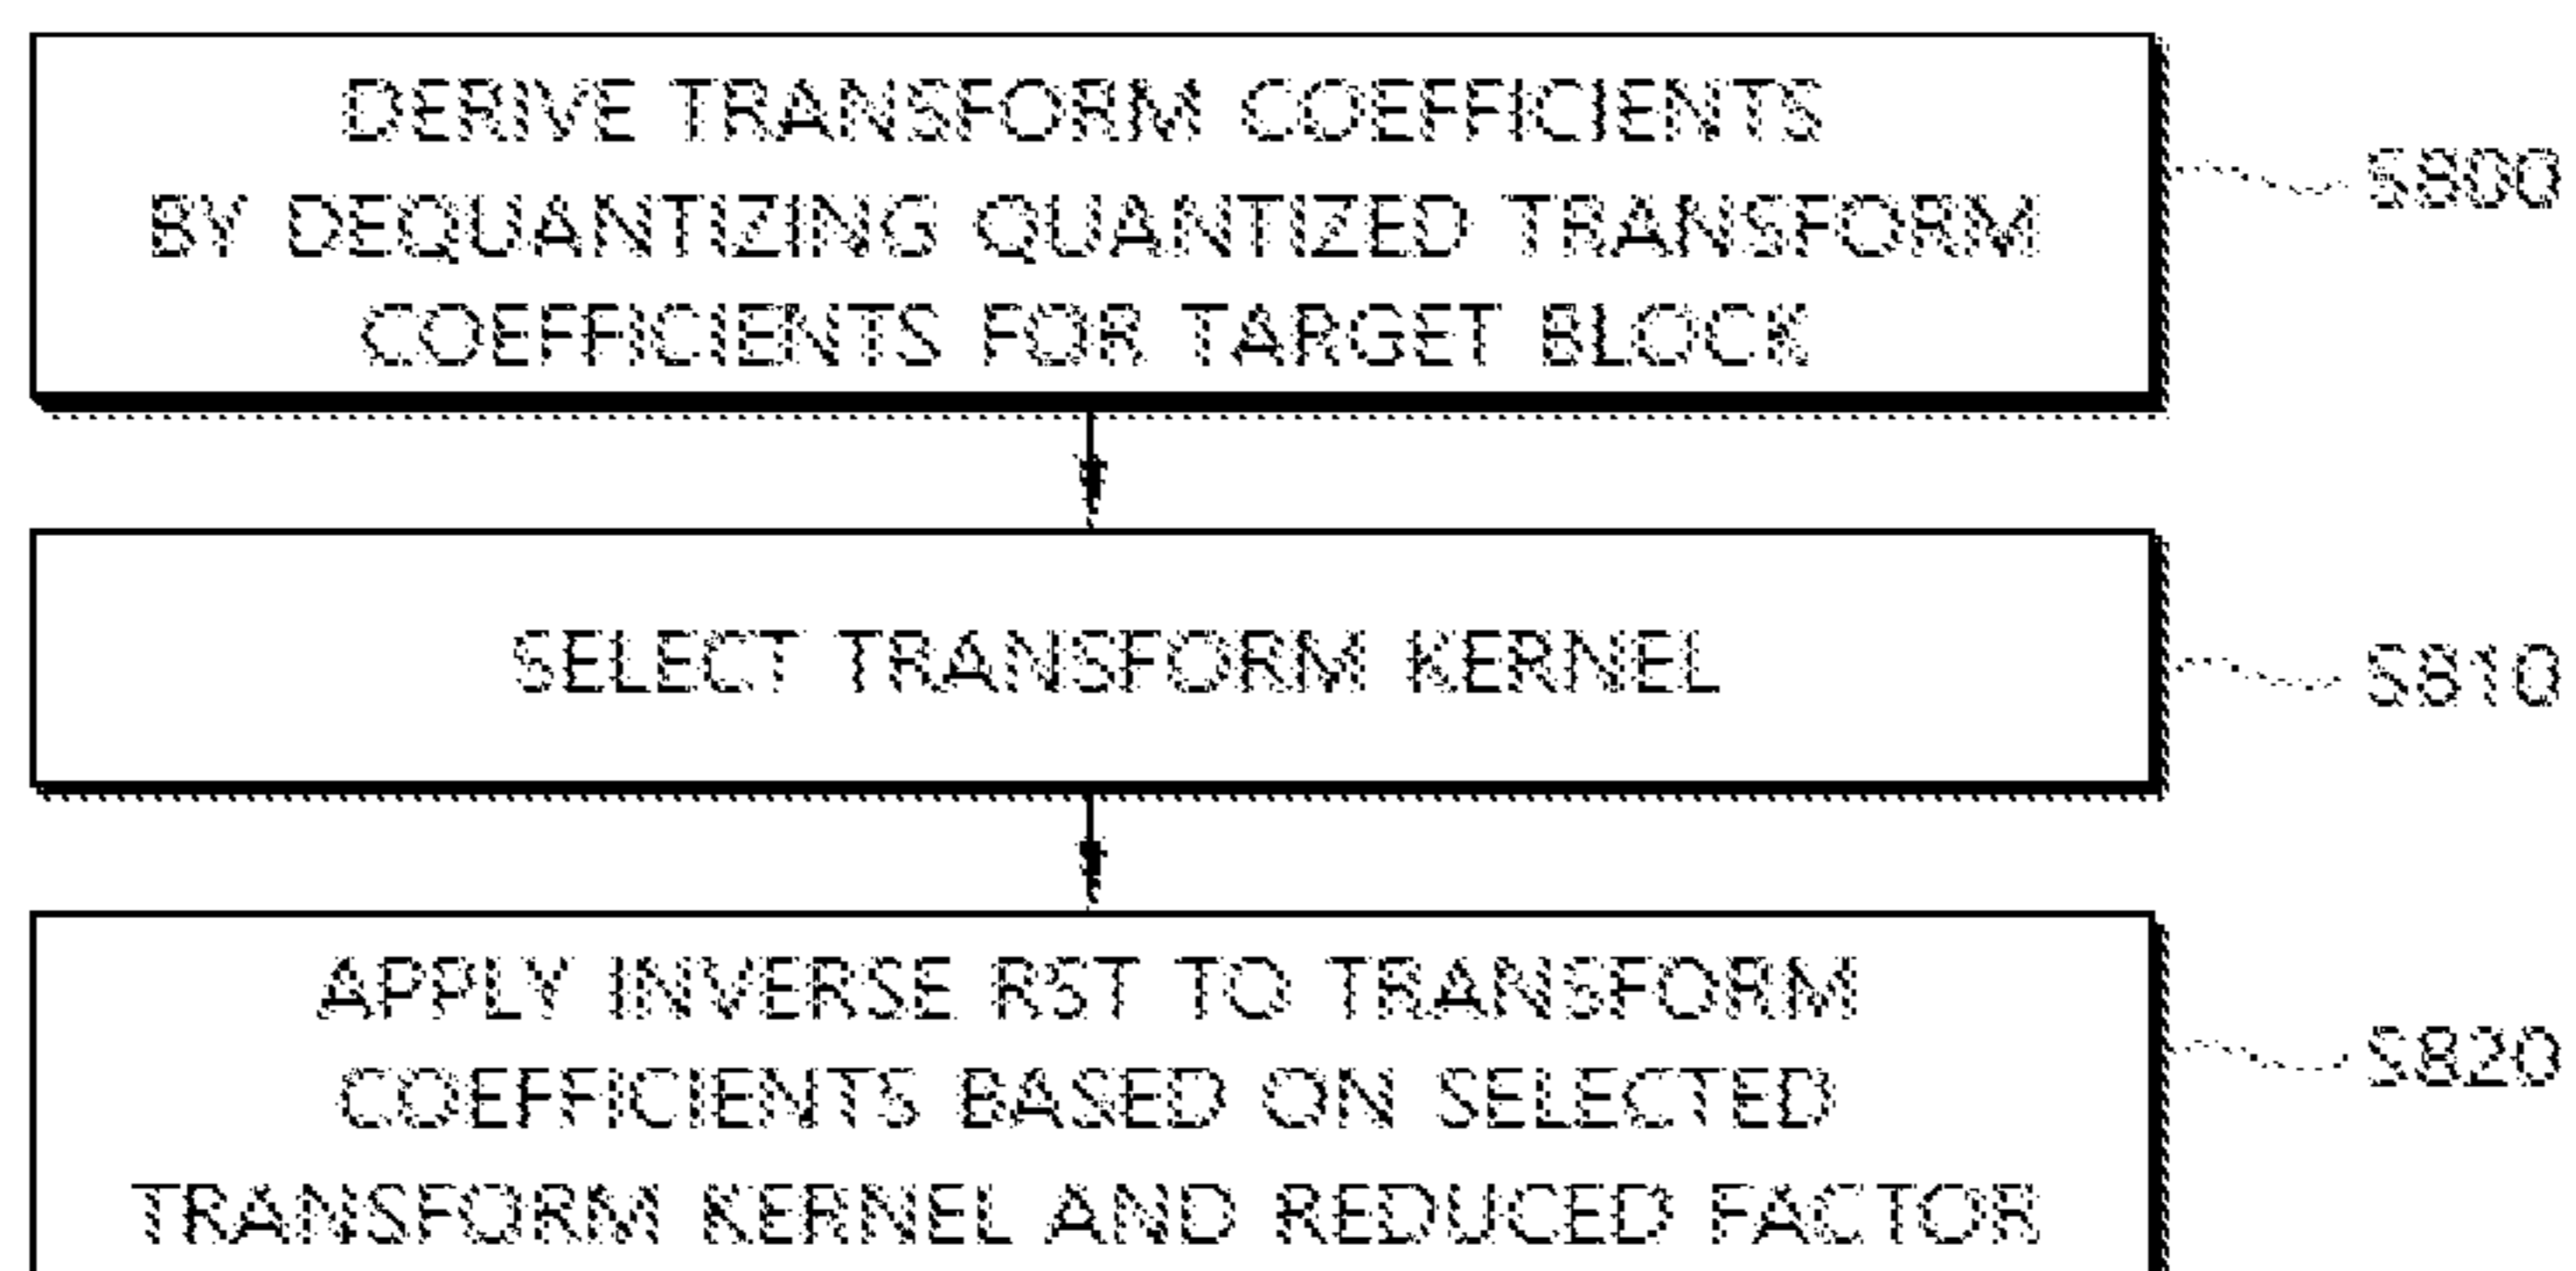 DERIVE TRANSFORM COEFFICIENTS
BY DEQUANTIZING QUANTIZED TRANSFORM
COEFFICIENTS FOR TARGET BLOCK
S800
SELECT TRANSFORM KERNEL
S810
APPLY INVERSE RST TO TRANSFORM
COEFFICIENTS BASED ON SELECTED
TRANSFORM KERNEL AND REDUCED FACTOR
S820